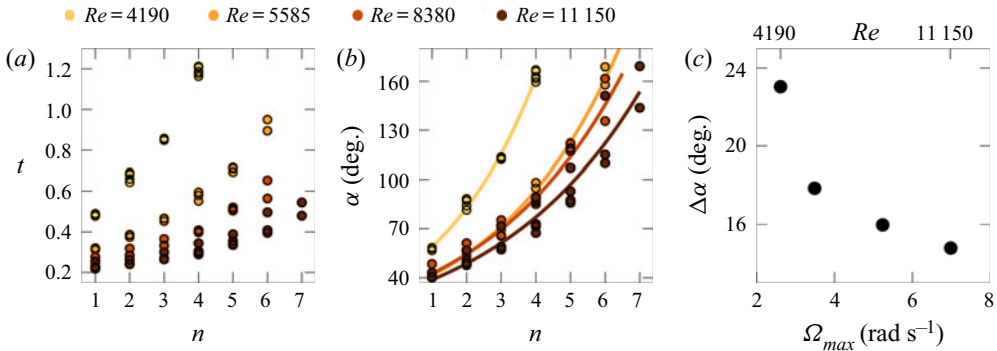 Re = 4190 Re = 5585 Re = 8380 Re = 11 150
(a)
t
1.2
1.0
0.8
0.6
0.4
0.2
1 2 3 4 5 6 7
n
(b)
α (deg.)
160
130
100
70
40
1 2 3 4 5 6 7
n
(c)
4190 Re 11 150
Δα (deg.)
24
20
16
12
2 4 6 8
Ωmax (rad s⁻¹)